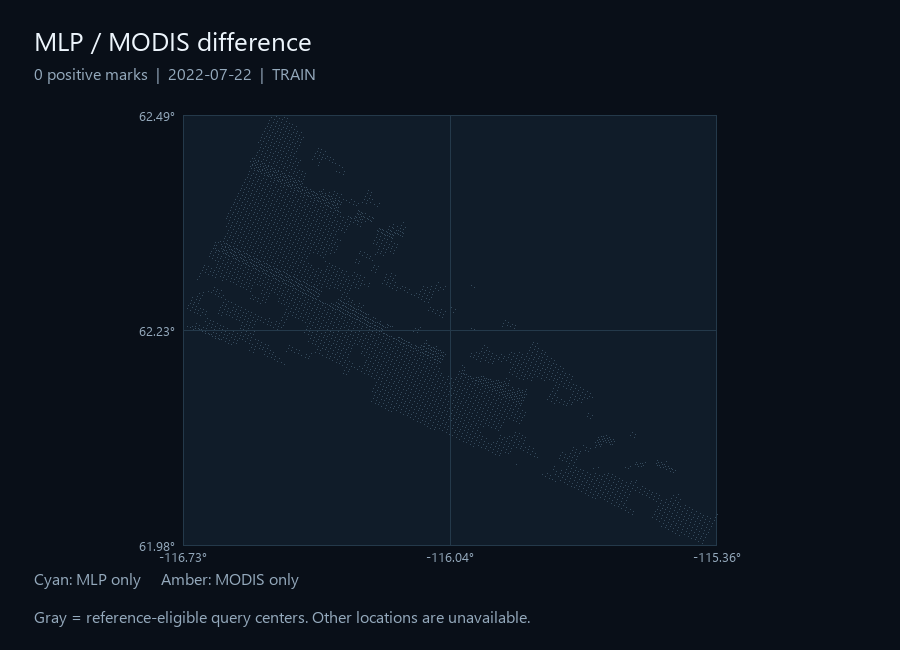 MLP / MODIS difference
0 positive marks | 2022-07-22 | TRAIN
62.49°
62.23°
61.98°
-116.73° -116.04° -115.36°
Cyan: MLP only Amber: MODIS only
Gray = reference-eligible query centers. Other locations are unavailable.